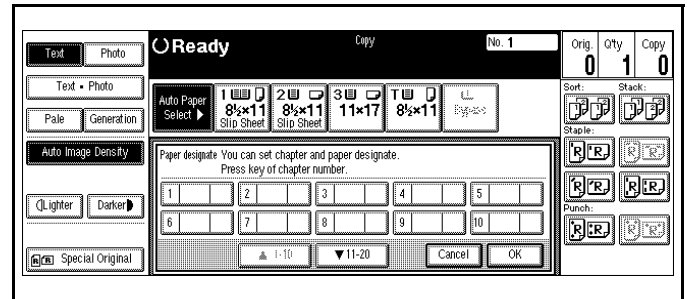 Text Photo
Text • Photo
Pale Generation
Auto Image Density
Lighter Darker
Special Original
Ready Copy No. 1
Auto Paper Select ▶
1 8½×11 Slip Sheet
2 8½×11 Slip Sheet
3 11×17
T 8½×11
Bypass
Paper designate You can set chapter and paper designate.
Press key of chapter number.
1 2 3 4 5
6 7 8 9 10
▲ 1-10 ▼11-20 Cancel OK
Orig. Q'ty Copy
0 1 0
Sort: Stack:
Staple:
R R R R
R R R R
Punch:
R R R R